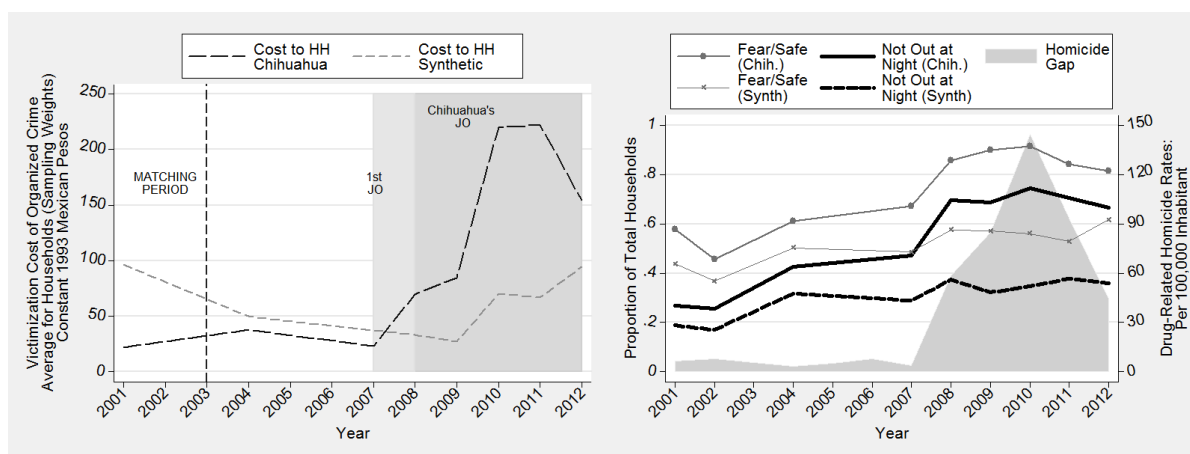 Cost to HH
Chihuahua
Cost to HH
Synthetic
Victimization Cost of Organized Crime
Average for Households (Sampling Weights)
Constant 1993 Mexican Pesos
250
200
150
100
50
0
MATCHING
PERIOD
1st
JO
Chihuahua's
JO
2001
2002
2003
2004
2005
2006
2007
2008
2009
2010
2011
2012
Year
Fear/Safe
(Chih.)
Not Out at
Night (Chih.)
Homicide
Gap
Fear/Safe
(Synth)
Not Out at
Night (Synth)
Proportion of Total Households
1
.8
.6
.4
.2
0
150
120
90
60
30
0
Drug-Related Homicide Rates:
Per 100,000 Inhabitant
2001
2002
2003
2004
2005
2006
2007
2008
2009
2010
2011
2012
Year